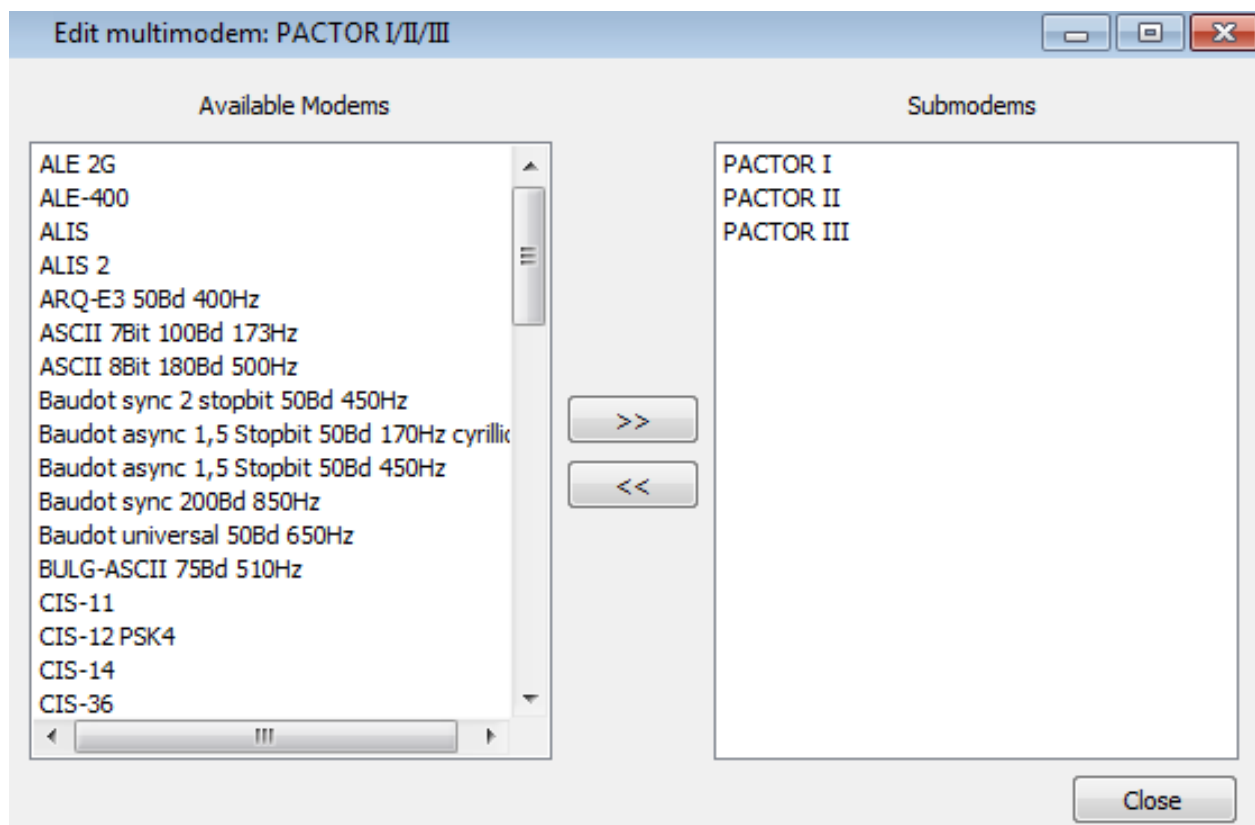 Edit multimodem: PACTOR I/II/III
Available Modems
Submodems
ALE 2G
ALE-400
ALIS
ALIS 2
ARQ-E3 50Bd 400Hz
ASCII 7Bit 100Bd 173Hz
ASCII 8Bit 180Bd 500Hz
Baudot sync 2 stopbit 50Bd 450Hz
Baudot async 1,5 Stopbit 50Bd 170Hz cyrillic
Baudot async 1,5 Stopbit 50Bd 450Hz
Baudot sync 200Bd 850Hz
Baudot universal 50Bd 650Hz
BULG-ASCII 75Bd 510Hz
CIS-11
CIS-12 PSK4
CIS-14
CIS-36
>>
<<
PACTOR I
PACTOR II
PACTOR III
Close